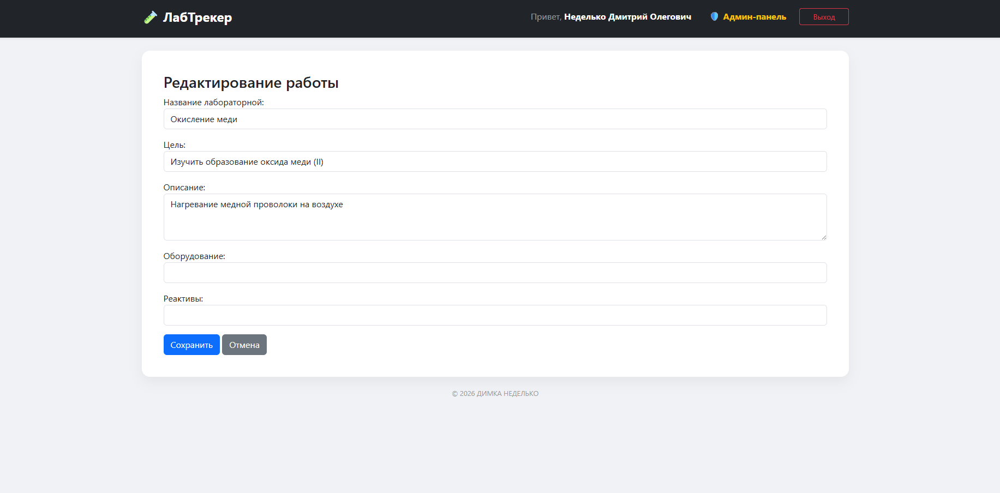 ЛабТрекер
Привет, Неделько Дмитрий Олегович
Админ-панель
Выход
Редактирование работы
Название лабораторной:
Окисление меди
Цель:
Изучить образование оксида меди (II)
Описание:
Нагревание медной проволоки на воздухе
Оборудование:
Реактивы:
Сохранить
Отмена
© 2026 ДИМКА НЕДЕЛЬКО